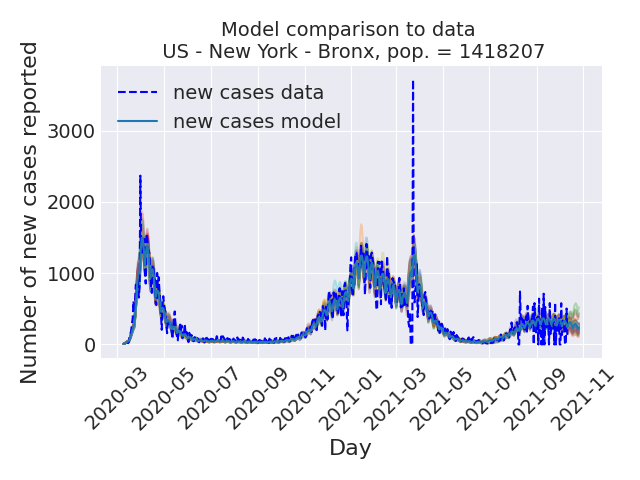 Model comparison to data
US - New York - Bronx, pop. = 1418207
Number of new cases reported
new cases data
new cases model
3000
2000
1000
0
2020-03
2020-05
2020-07
2020-09
2020-11
2021-01
2021-03
2021-05
2021-07
2021-09
2021-11
Day